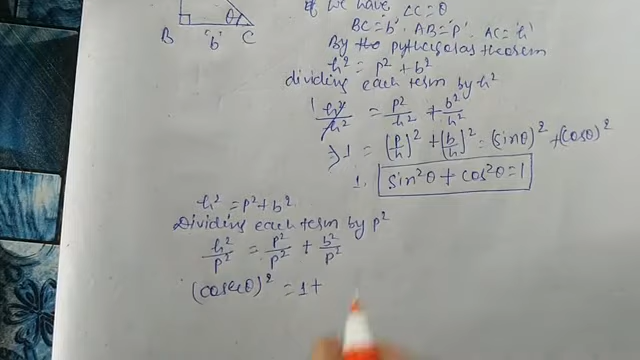 If we have ∠C=θ
B "b" θ C
BC='b', AB='P', AC='h'
By the pythagoras theorem
h² = p² + b²
dividing each term by h²
1 h²/h² = p²/h² + b²/h²
⇒ 1 = (p/h)² + (b/h)² = (sinθ)² + (cosθ)²
1. sin²θ + cos²θ = 1
h² = p² + b²
Dividing each term by p²
h²/p² = p²/p² + b²/p²
(cosecθ)² = 1 +